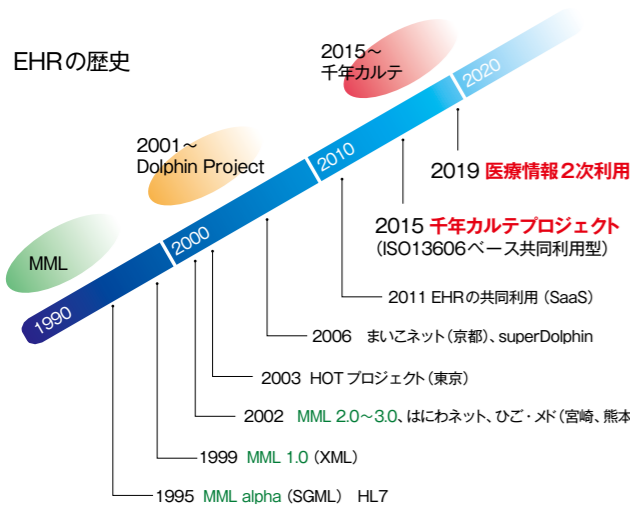 EHRの歴史
2015～
千年カルテ
2020
2001～
Dolphin Project
2010
2019 医療情報2次利用
2015 千年カルテプロジェクト
（ISO13606ベース共同利用型）
MML
2000
1990
2011 EHRの共同利用（SaaS）
2006 まいこネット（京都）、superDolphin
2003 HOTプロジェクト（東京）
2002 MML 2.0～3.0、はにわネット、ひご・メド（宮崎、熊本
1999 MML 1.0（XML）
1995 MML alpha（SGML） HL7